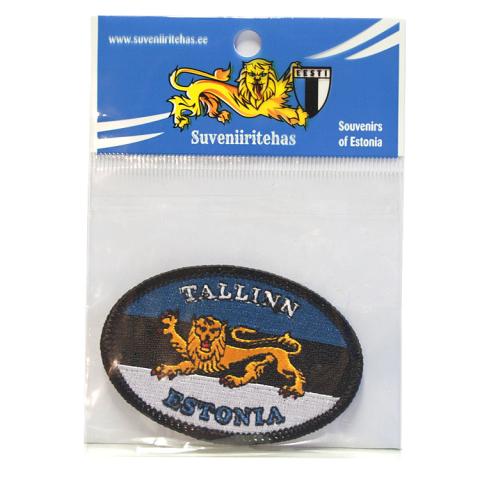 www.suveniiritehas.ee
EESTI
Suveniiritehas
Souvenirs
of Estonia
TALLINN
ESTONIA